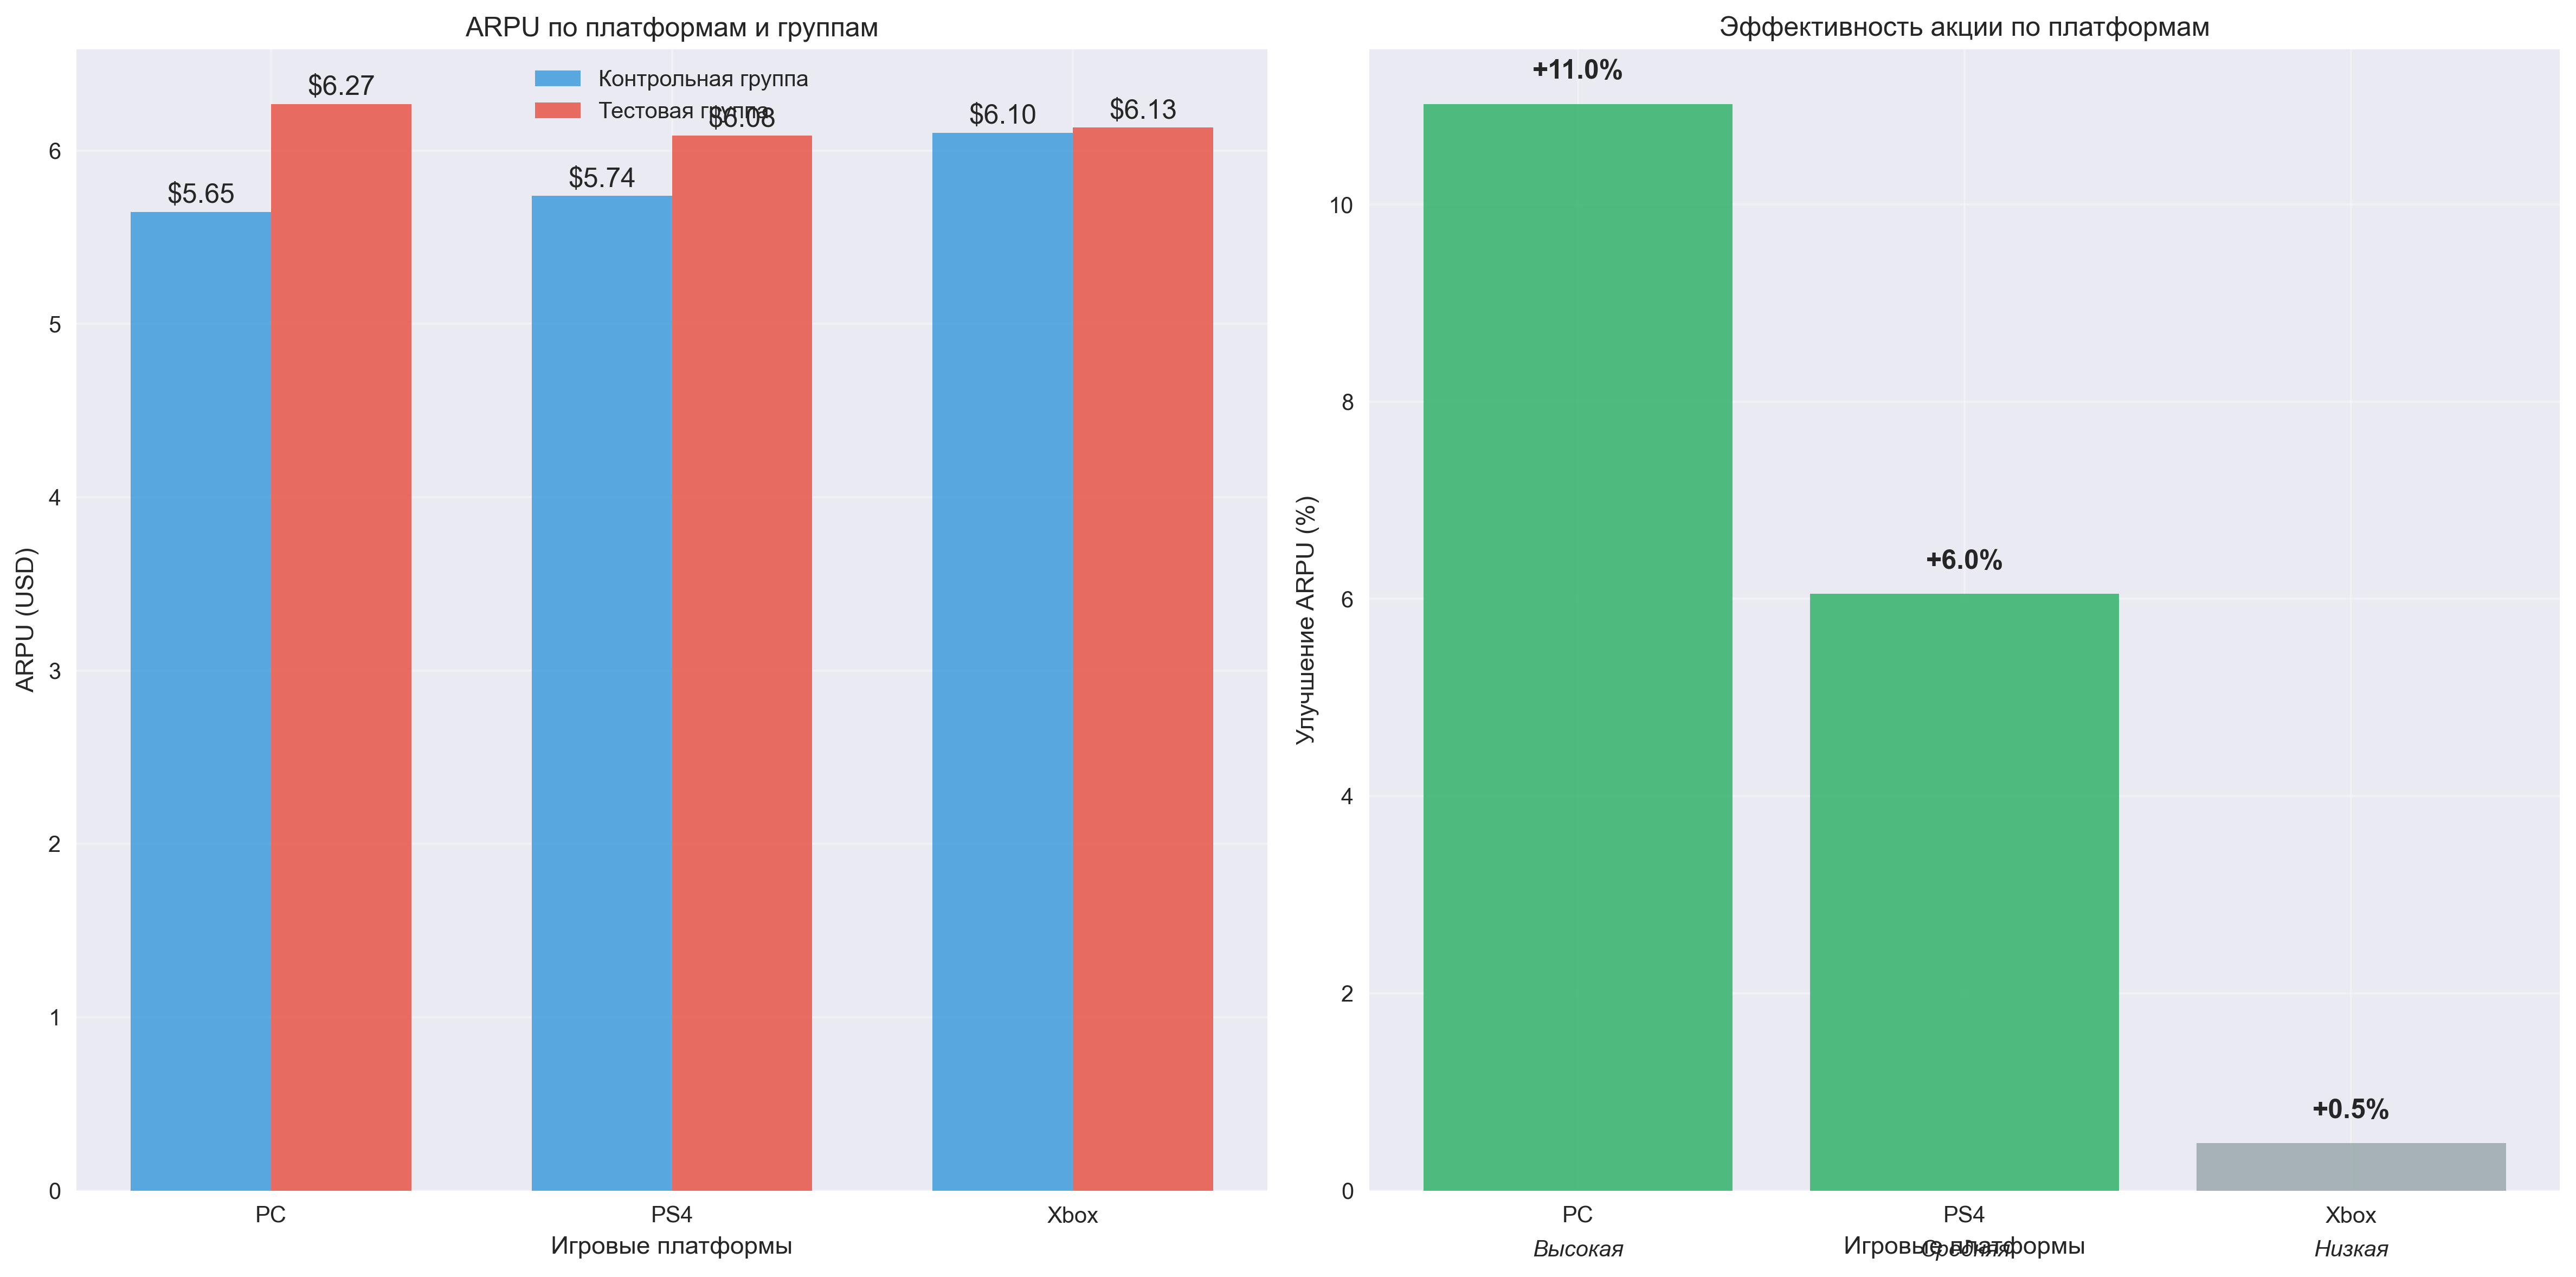 ARPU по платформам и группам
Контрольная группа
Тестовая группа
$5.65
$6.27
$5.74
$6.08
$6.10
$6.13
ARPU (USD)
6
5
4
3
2
1
0
PC
PS4
Xbox
Игровые платформы
Эффективность акции по платформам
+11.0%
+6.0%
+0.5%
Улучшение ARPU (%)
10
8
6
4
2
0
PC
PS4
Xbox
Высокая
Средняя
Низкая
Игровые платформы